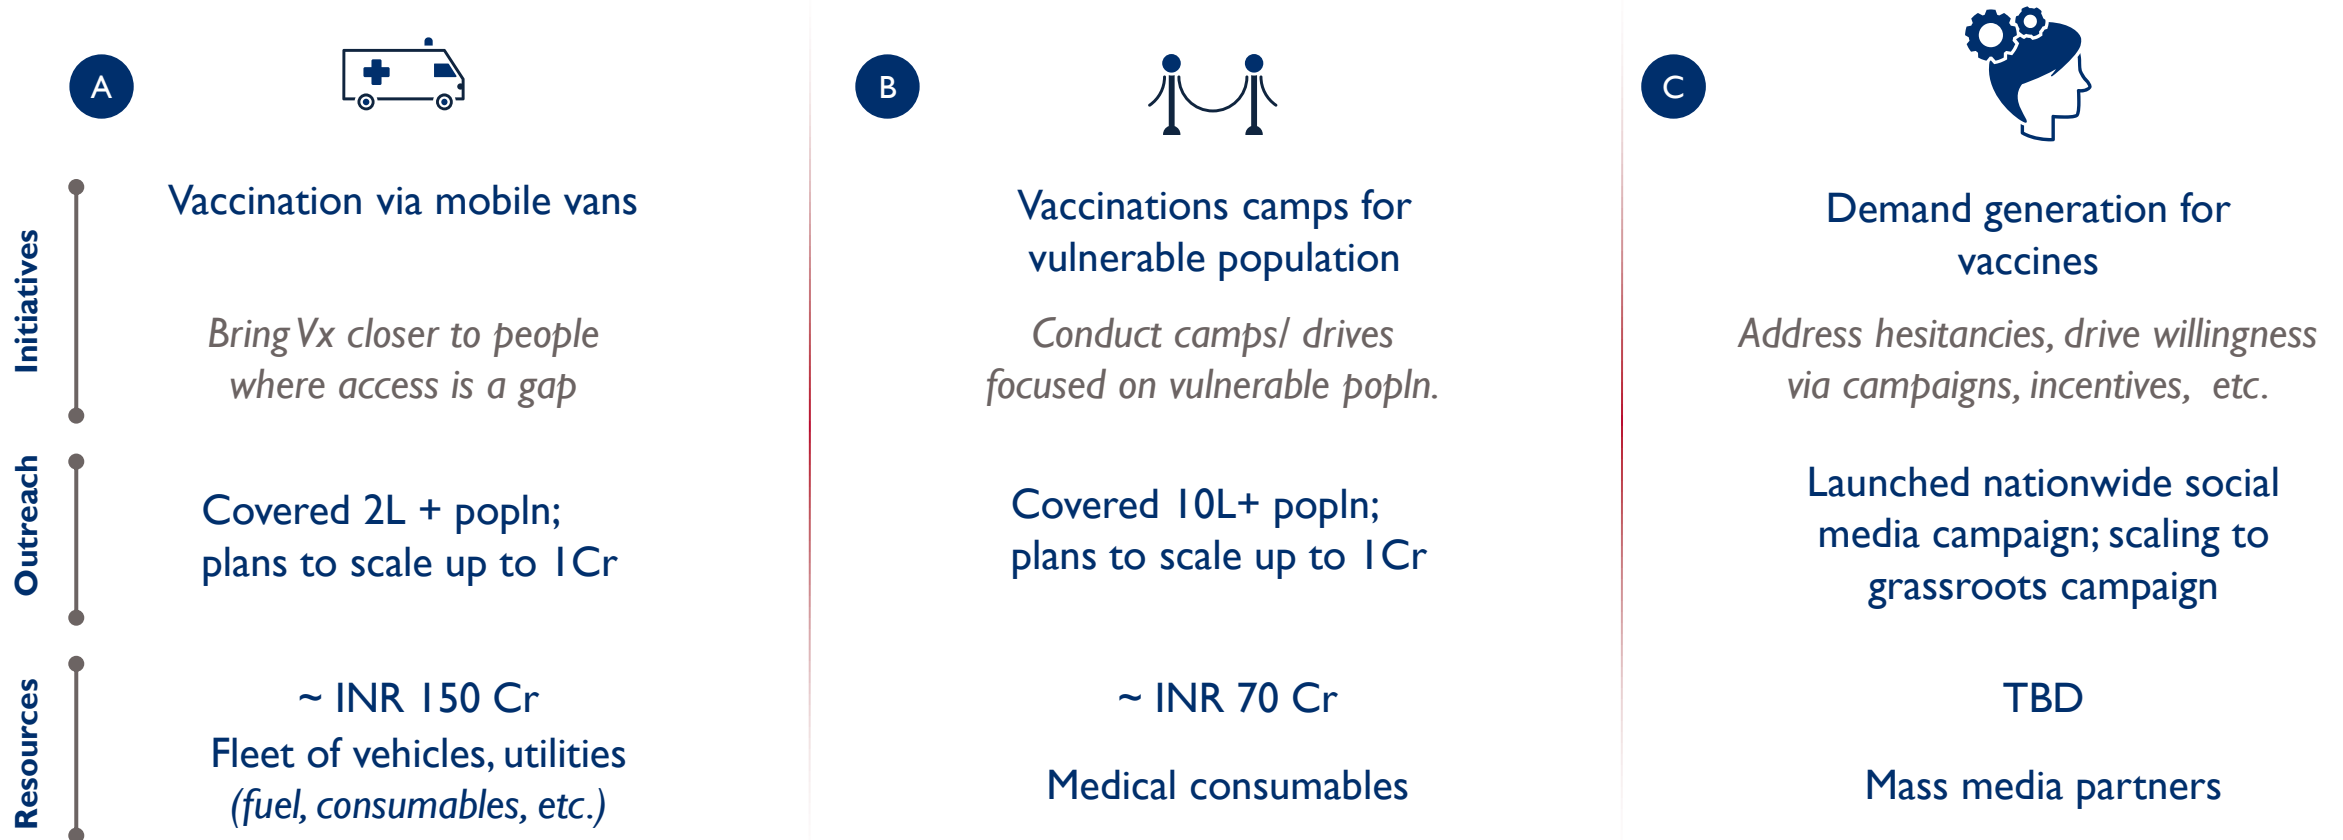 A
B
C
Initiatives
Vaccination via mobile vans
Bring Vx closer to people
where access is a gap
Vaccinations camps for
vulnerable population
Conduct camps/ drives
focused on vulnerable popln.
Demand generation for
vaccines
Address hesitancies, drive willingness
via campaigns, incentives, etc.
Outreach
Covered 2L + popln;
plans to scale up to 1Cr
Covered 10L+ popln;
plans to scale up to 1Cr
Launched nationwide social
media campaign; scaling to
grassroots campaign
Resources
~ INR 150 Cr
Fleet of vehicles, utilities
(fuel, consumables, etc.)
~ INR 70 Cr
Medical consumables
TBD
Mass media partners